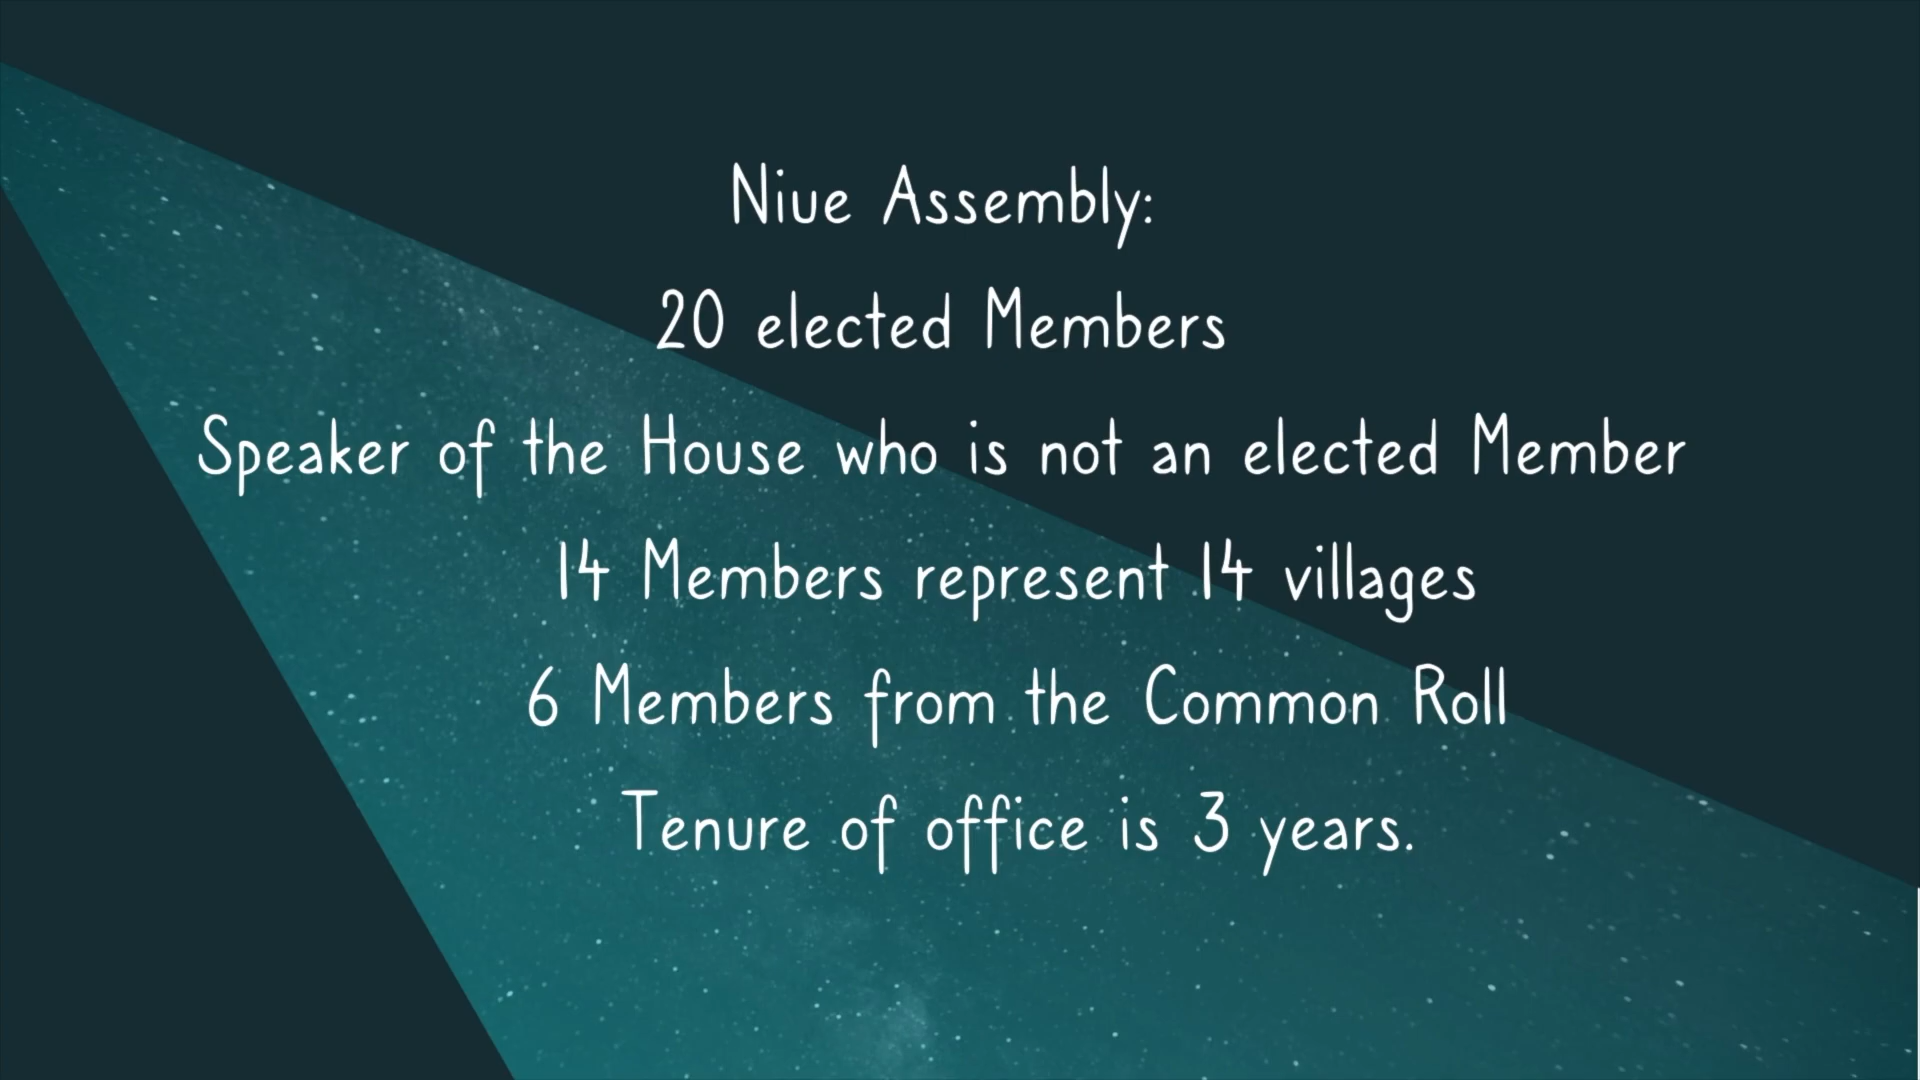 Niue Assembly:
20 elected Members
Speaker of the House who is not an elected Member
14 Members represent 14 villages
6 Members from the Common Roll
Tenure of office is 3 years.